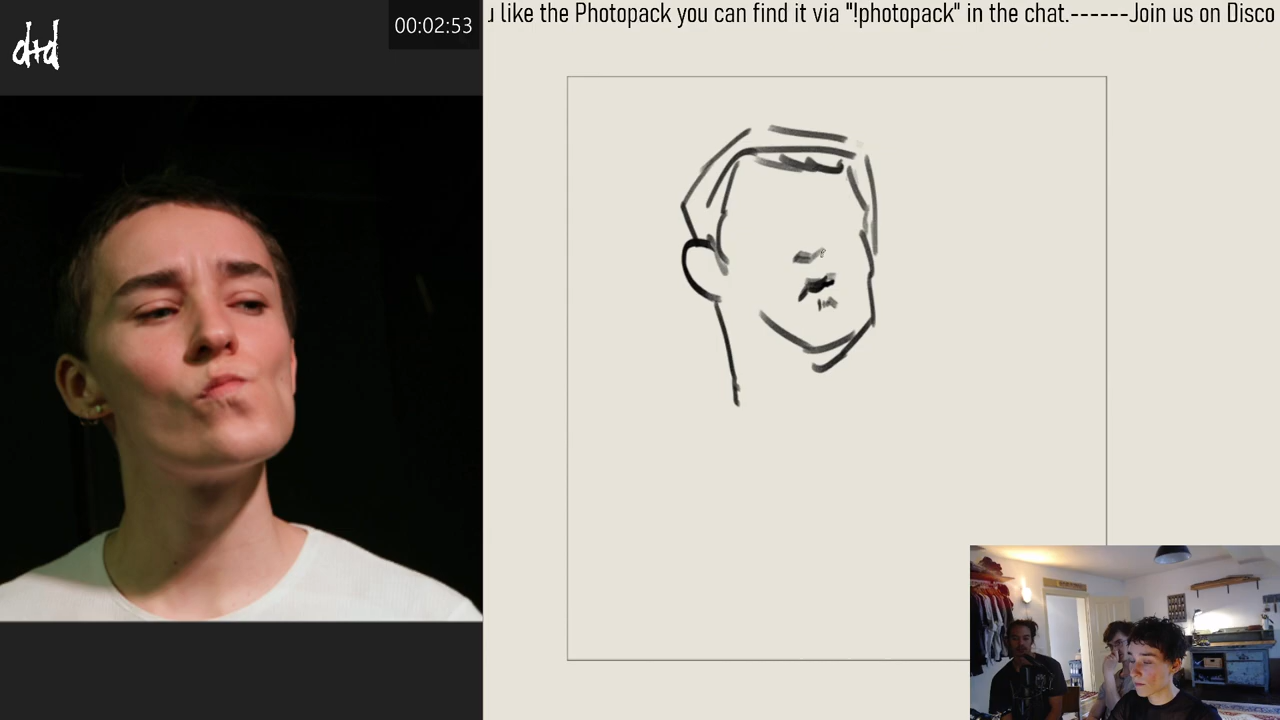 d+d
00:02:53
like the Photopack you can find it via "!photopack" in the chat.------Join us on Disco